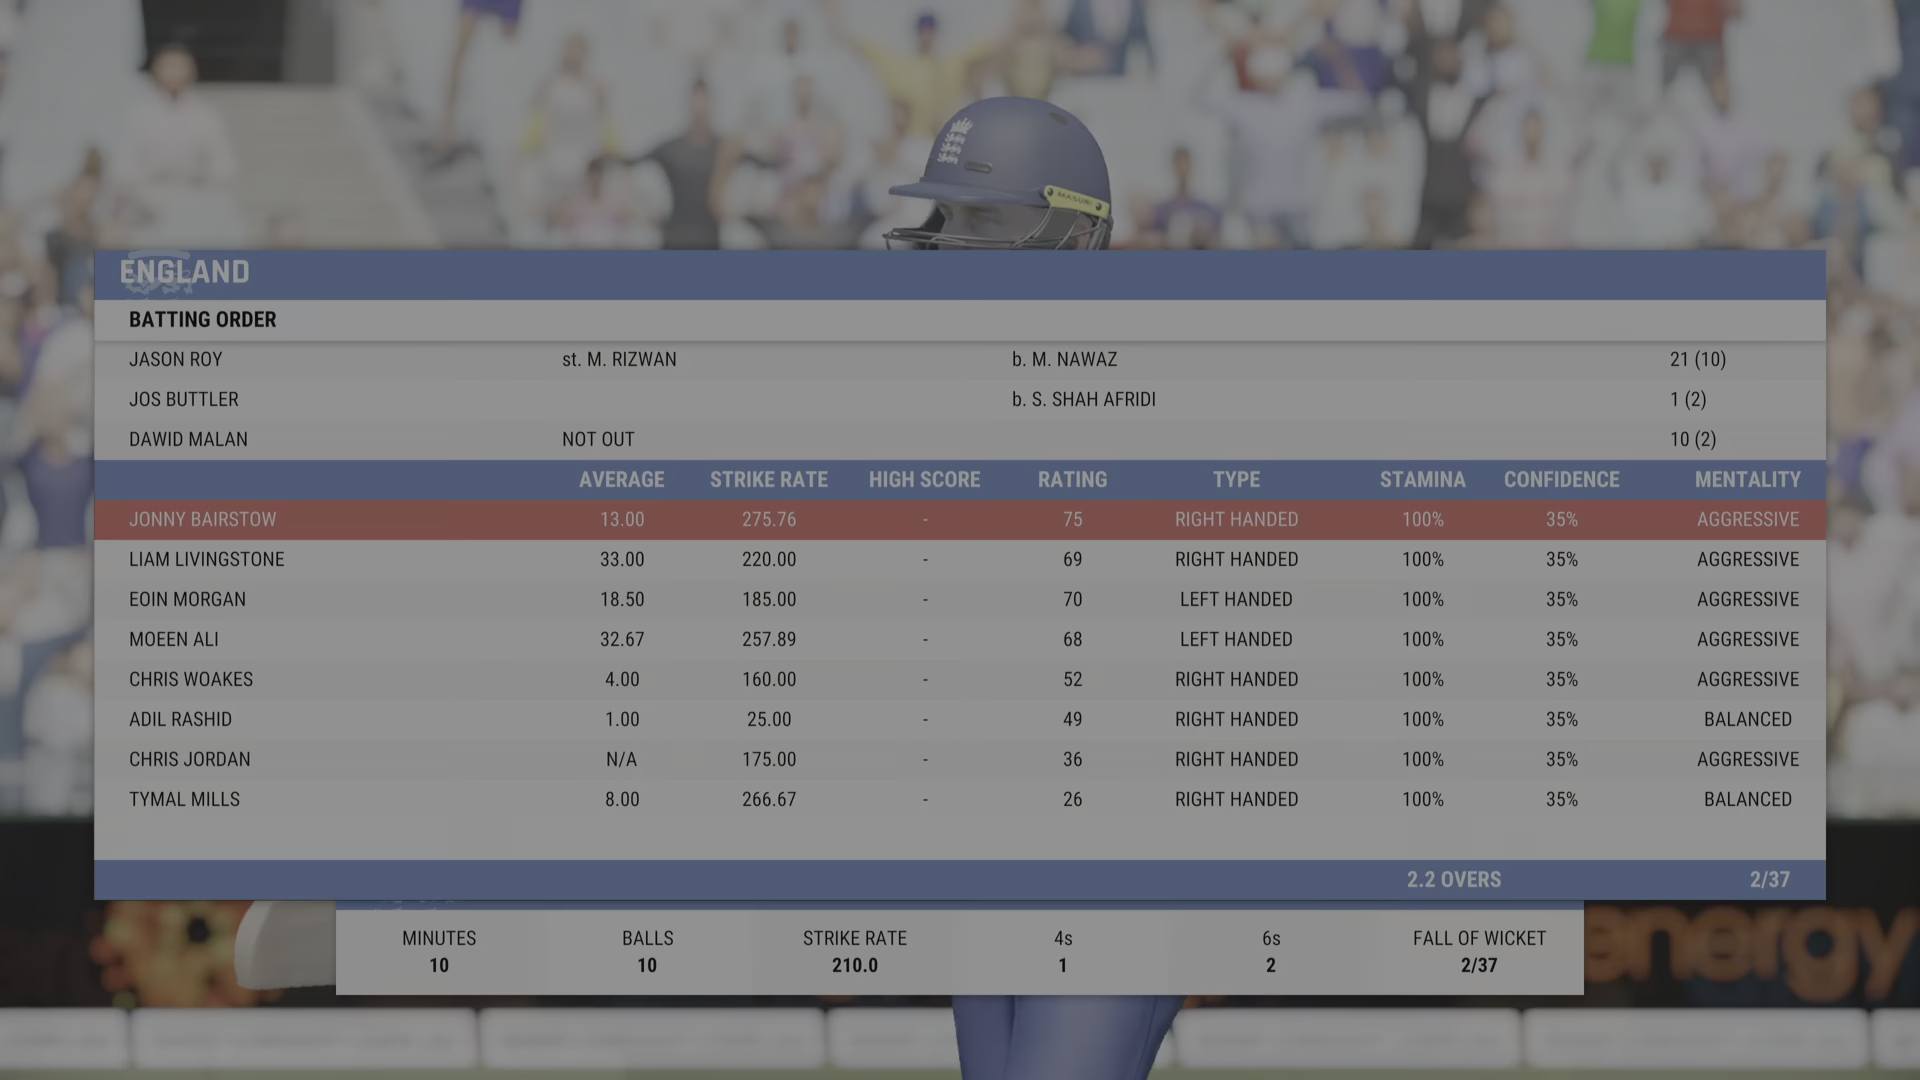 MASURI
ENGLAND
BATTING ORDER
JASON ROY st. M. RIZWAN b. M. NAWAZ 21 (10)
JOS BUTTLER b. S. SHAH AFRIDI 1 (2)
DAWID MALAN NOT OUT 10 (2)
AVERAGE STRIKE RATE HIGH SCORE RATING TYPE STAMINA CONFIDENCE MENTALITY
JONNY BAIRSTOW 13.00 275.76 - 75 RIGHT HANDED 100% 35% AGGRESSIVE
LIAM LIVINGSTONE 33.00 220.00 - 69 RIGHT HANDED 100% 35% AGGRESSIVE
EOIN MORGAN 18.50 185.00 - 70 LEFT HANDED 100% 35% AGGRESSIVE
MOEEN ALI 32.67 257.89 - 68 LEFT HANDED 100% 35% AGGRESSIVE
CHRIS WOAKES 4.00 160.00 - 52 RIGHT HANDED 100% 35% AGGRESSIVE
ADIL RASHID 1.00 25.00 - 49 RIGHT HANDED 100% 35% BALANCED
CHRIS JORDAN N/A 175.00 - 36 RIGHT HANDED 100% 35% AGGRESSIVE
TYMAL MILLS 8.00 266.67 - 26 RIGHT HANDED 100% 35% BALANCED
2.2 OVERS 2/37
MINUTES BALLS STRIKE RATE 4s 6s FALL OF WICKET
10 10 210.0 1 2 2/37
energy